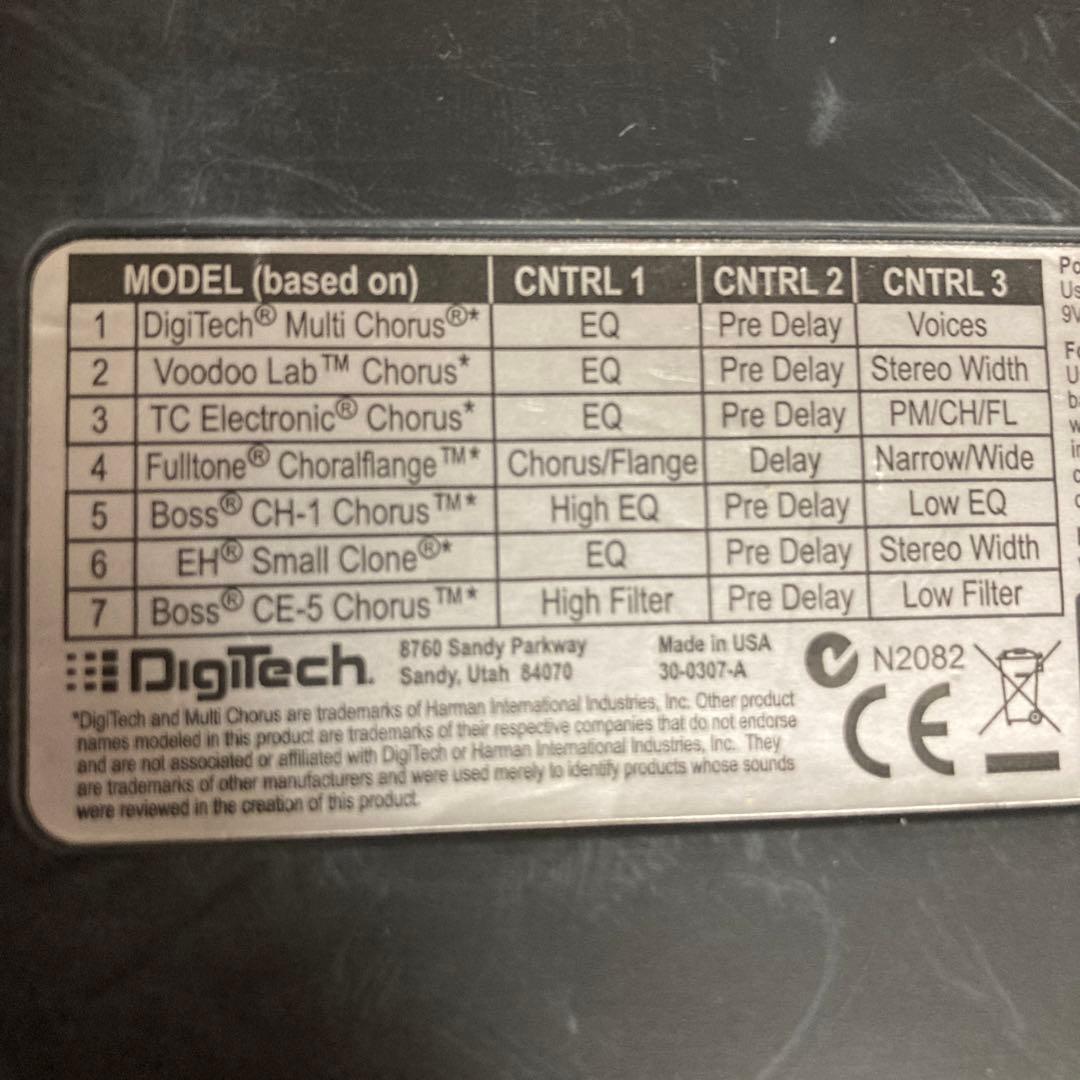 MODEL (based on) CNTRL 1 CNTRL 2 CNTRL 3
1 DigiTech® Multi Chorus®* EQ Pre Delay Voices
2 Voodoo Lab™ Chorus* EQ Pre Delay Stereo Width
3 TC Electronic® Chorus* EQ Pre Delay PM/CH/FL
4 Fulltone® Choralflange™* Chorus/Flange Delay Narrow/Wide
5 Boss® CH-1 Chorus™* High EQ Pre Delay Low EQ
6 EH® Small Clone®* EQ Pre Delay Stereo Width
7 Boss® CE-5 Chorus™* High Filter Pre Delay Low Filter
DigiTech.
8760 Sandy Parkway
Sandy, Utah 84070
Made in USA
30-0307-A
N2082
CE
*DigiTech and Multi Chorus are trademarks of Harman International Industries, Inc. Other product
names modeled in this product are trademarks of their respective companies that do not endorse
and are not associated or affiliated with DigiTech or Harman International Industries, Inc. They
are trademarks of other manufacturers and were used merely to identify products whose sounds
were reviewed in the creation of this product.
9V